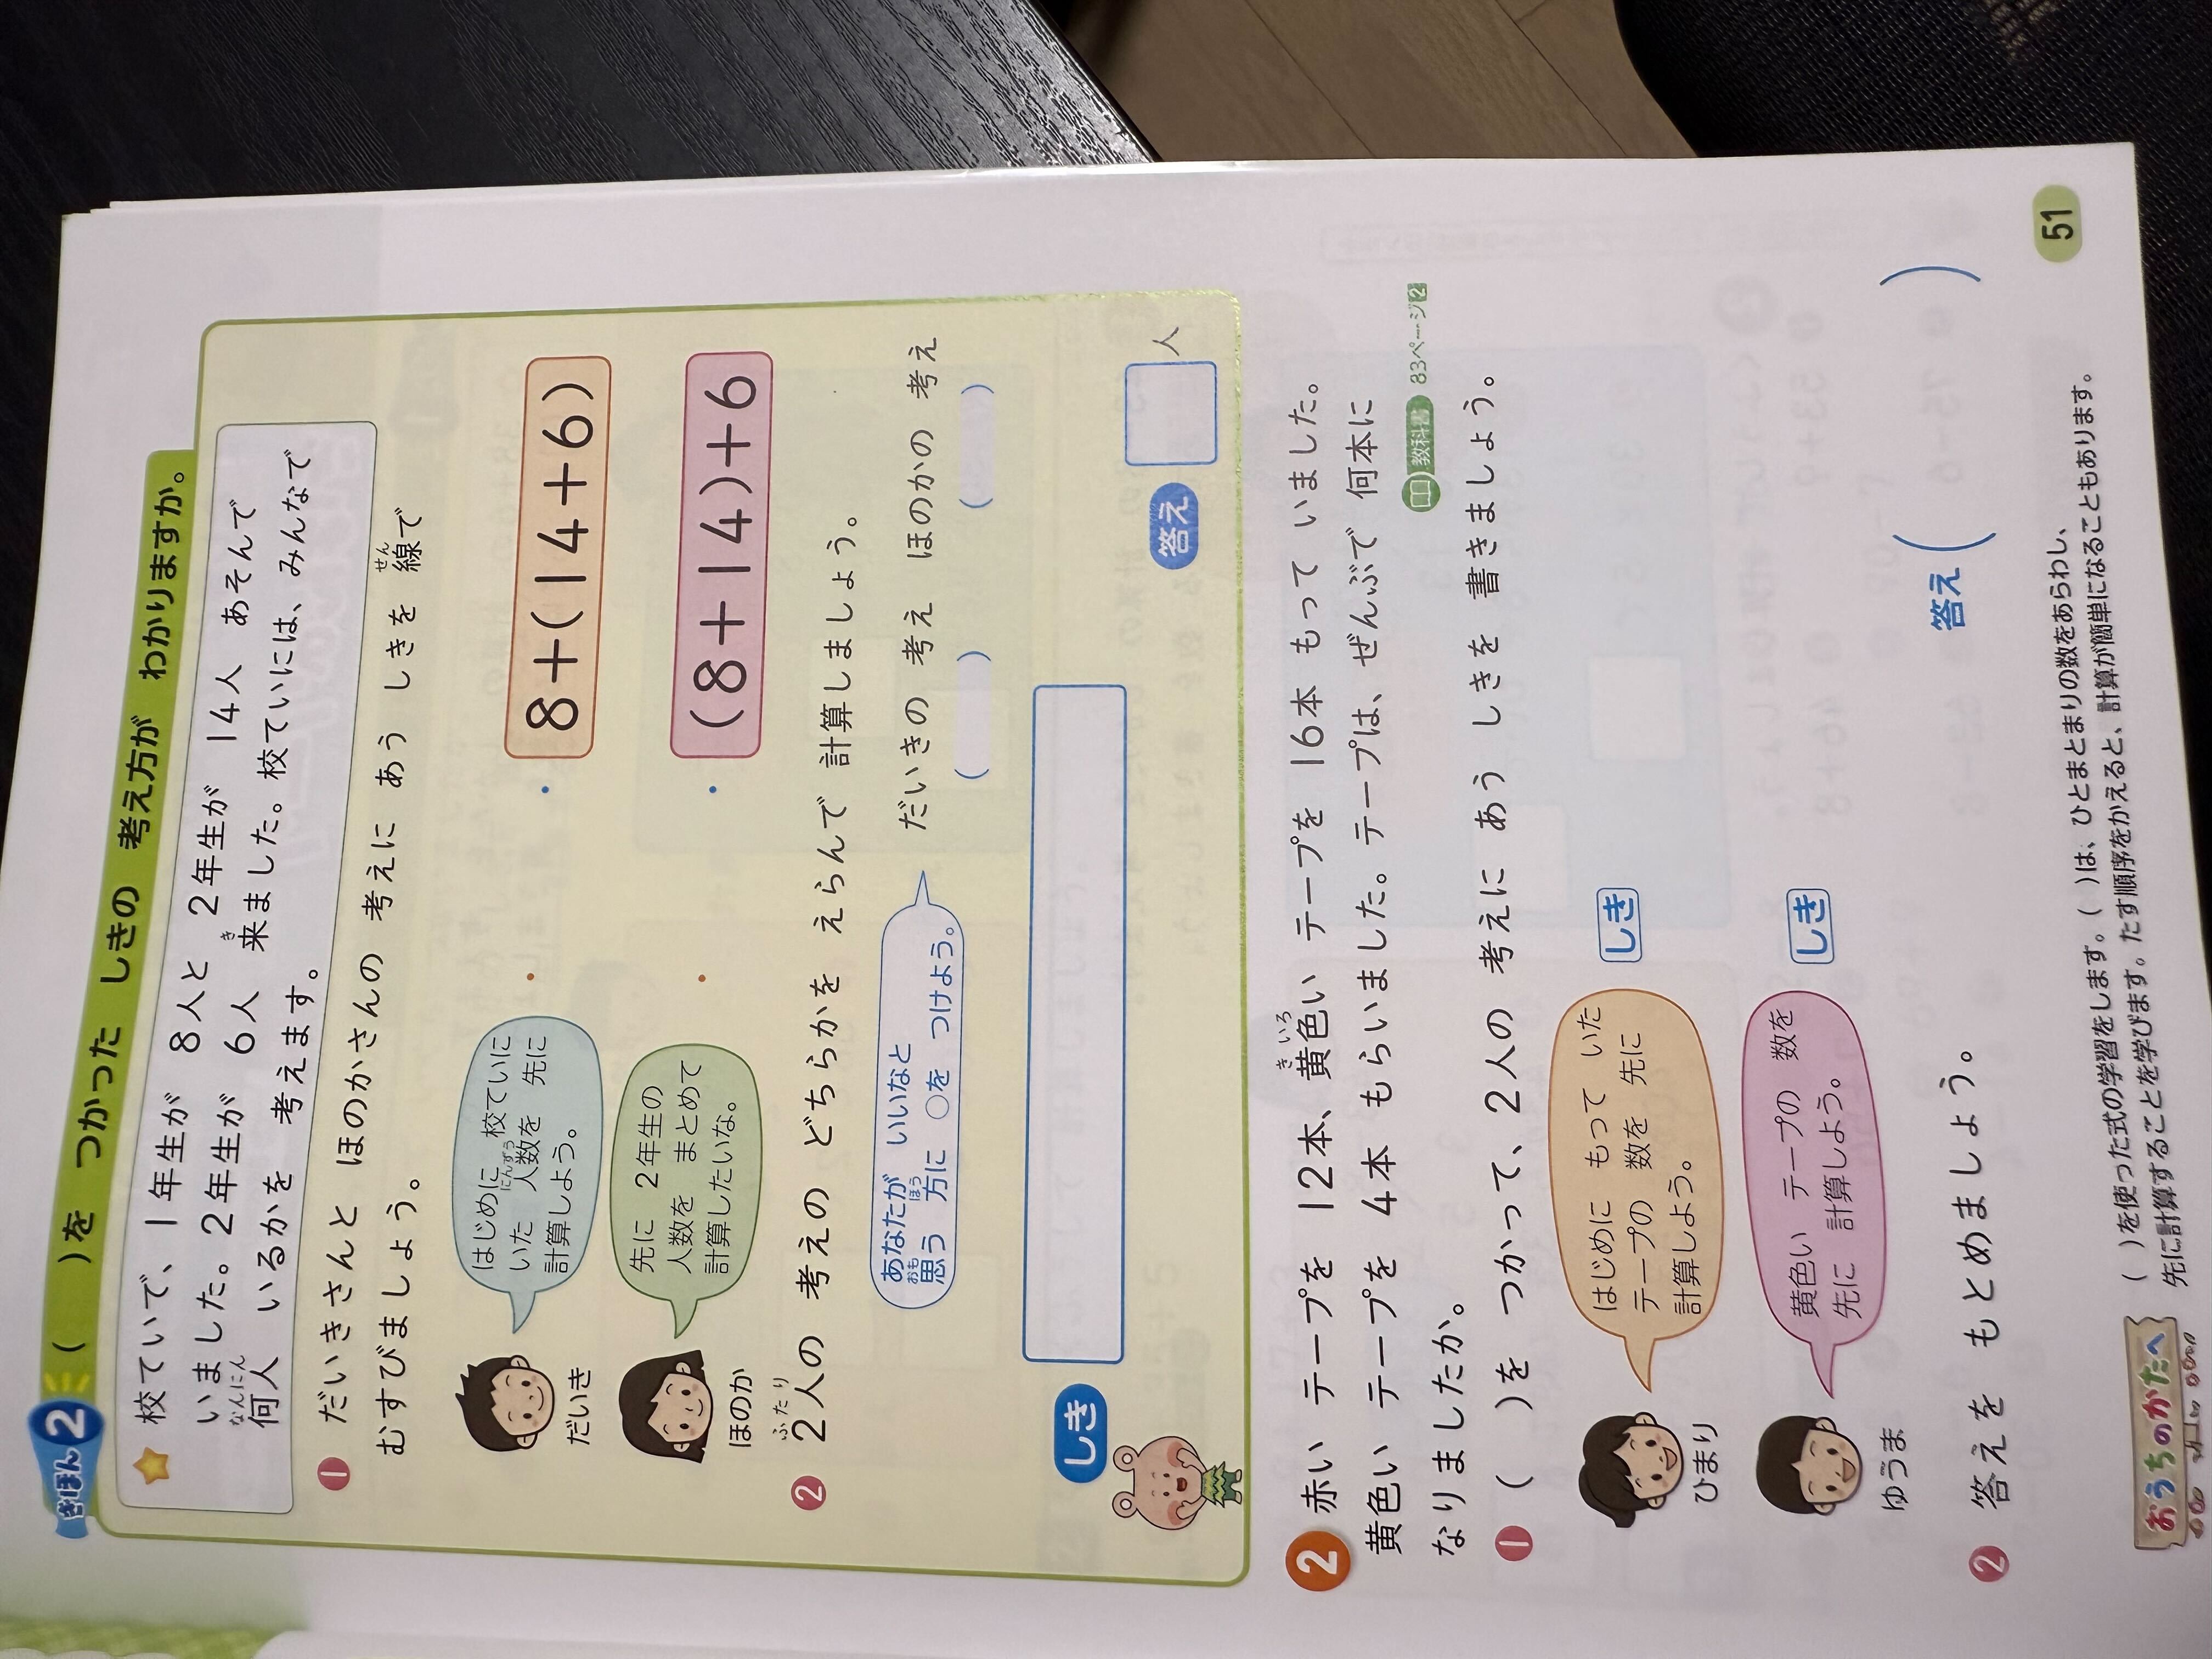 きほん2 ( )を つかった しきの 考え方が わかりますか。
校ていで、1年生が 8人と 2年生が 14人 あそんで
いました。2年生が 6人 来ました。校ていには、みんなで
何人 いるかを 考えます。
き
なんにん
1 だいきさんと ほのかさんの 考えに あう しきを 線で
せん
むすびましょう。
はじめに 校ていに
いた 人数を 先に
にんずう
計算しよう。
だいき
8+(14+6)
先に 2年生の
人数を まとめて
計算したいな。
ほのか
(8+14)+6
2 2人の 考えの どちらかを えらんで 計算しましょう。
ふたり
あなたが いいなと
思う 方に ○を つけよう。
おも
ほう
だいきの 考え ほのかの 考え
( ) ( )
しき
答え 人
2 赤い テープを 12本、黄色い テープを 16本 もって いました。
きいろ
黄色い テープを 4本 もらいました。テープは、ぜんぶで 何本に
なりましたか。
教科書 83ページ2
1 ( )を つかって、2人の 考えに あう しきを 書きましょう。
はじめに もって いた
テープの 数を 先に
計算しよう。
ひまり
しき
黄色い テープの 数を
先に 計算しよう。
ゆうま
しき
2 答えを もとめましょう。
答え ( )
おうちのかたへ
( )を使った式の学習をします。( )は、ひとまとまりの数をあらわし、
先に計算することを学びます。たす順序をかえると、計算が簡単になることもあります。
51